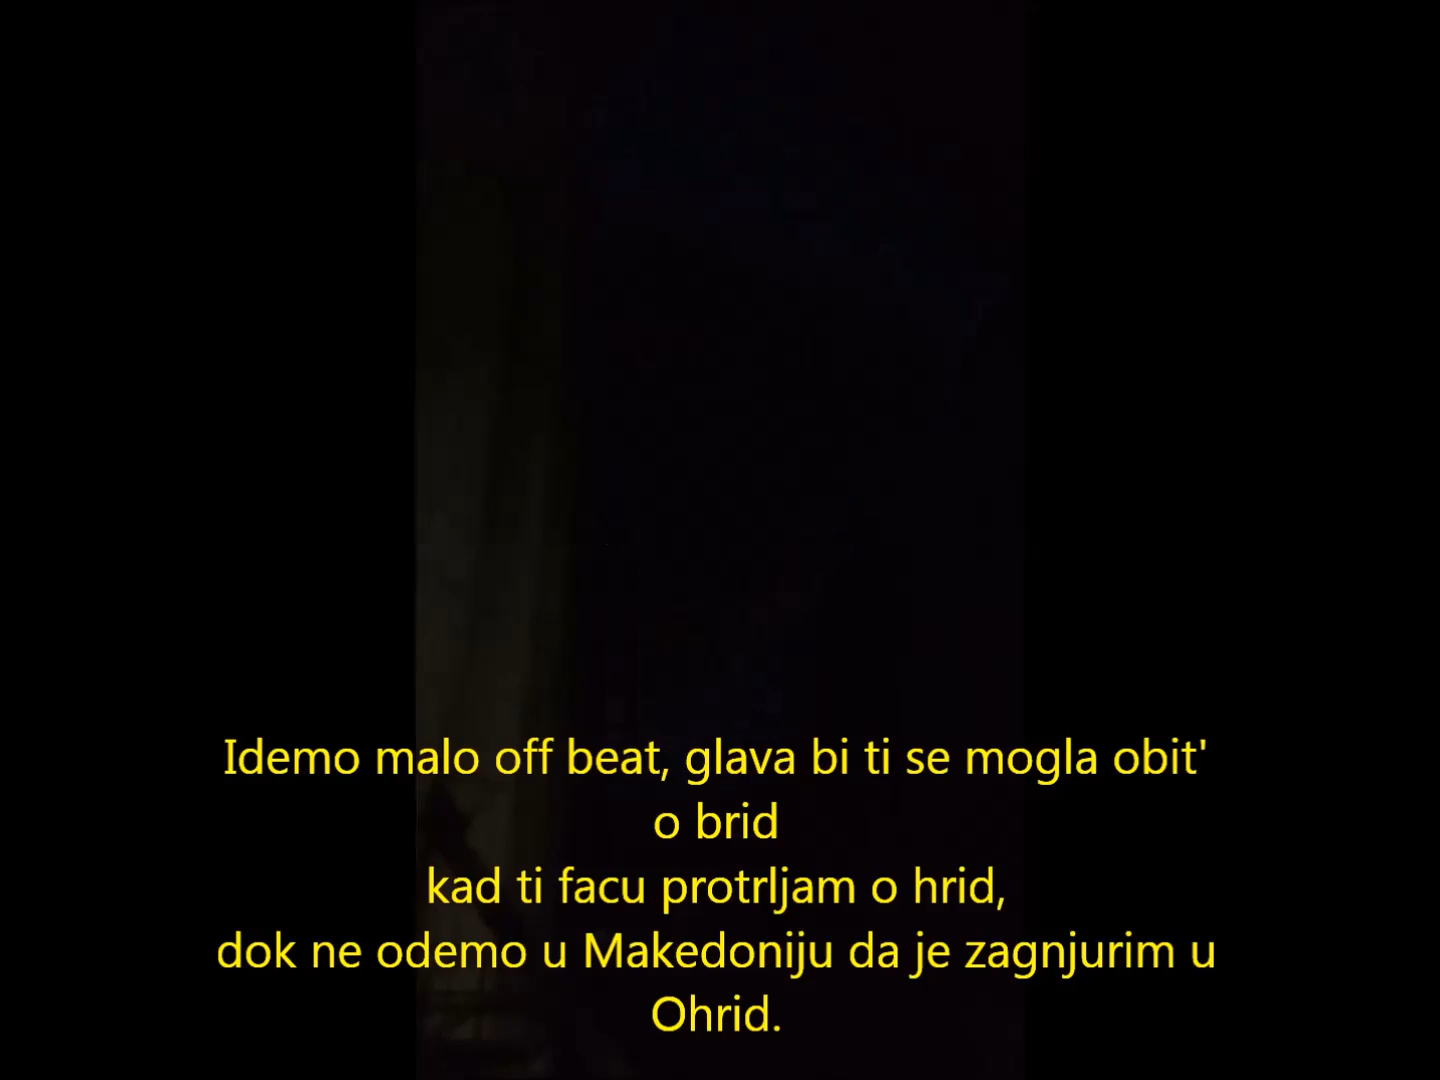 Idemo malo off beat, glava bi ti se mogla obit'
o brid
kad ti facu protrljam o hrid,
dok ne odemo u Makedoniju da je zagnjurim u
Ohrid.